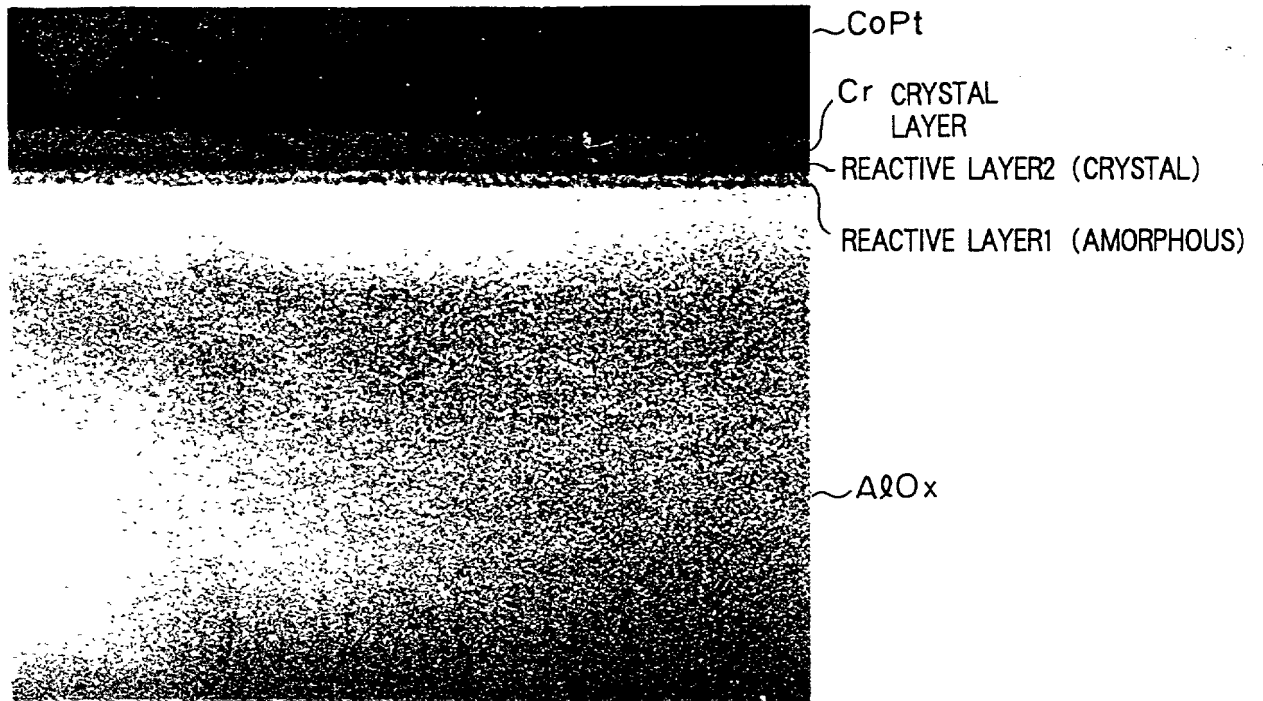 CoPt
Cr CRYSTAL
LAYER
REACTIVE LAYER2 (CRYSTAL)
REACTIVE LAYER1 (AMORPHOUS)
AlOx